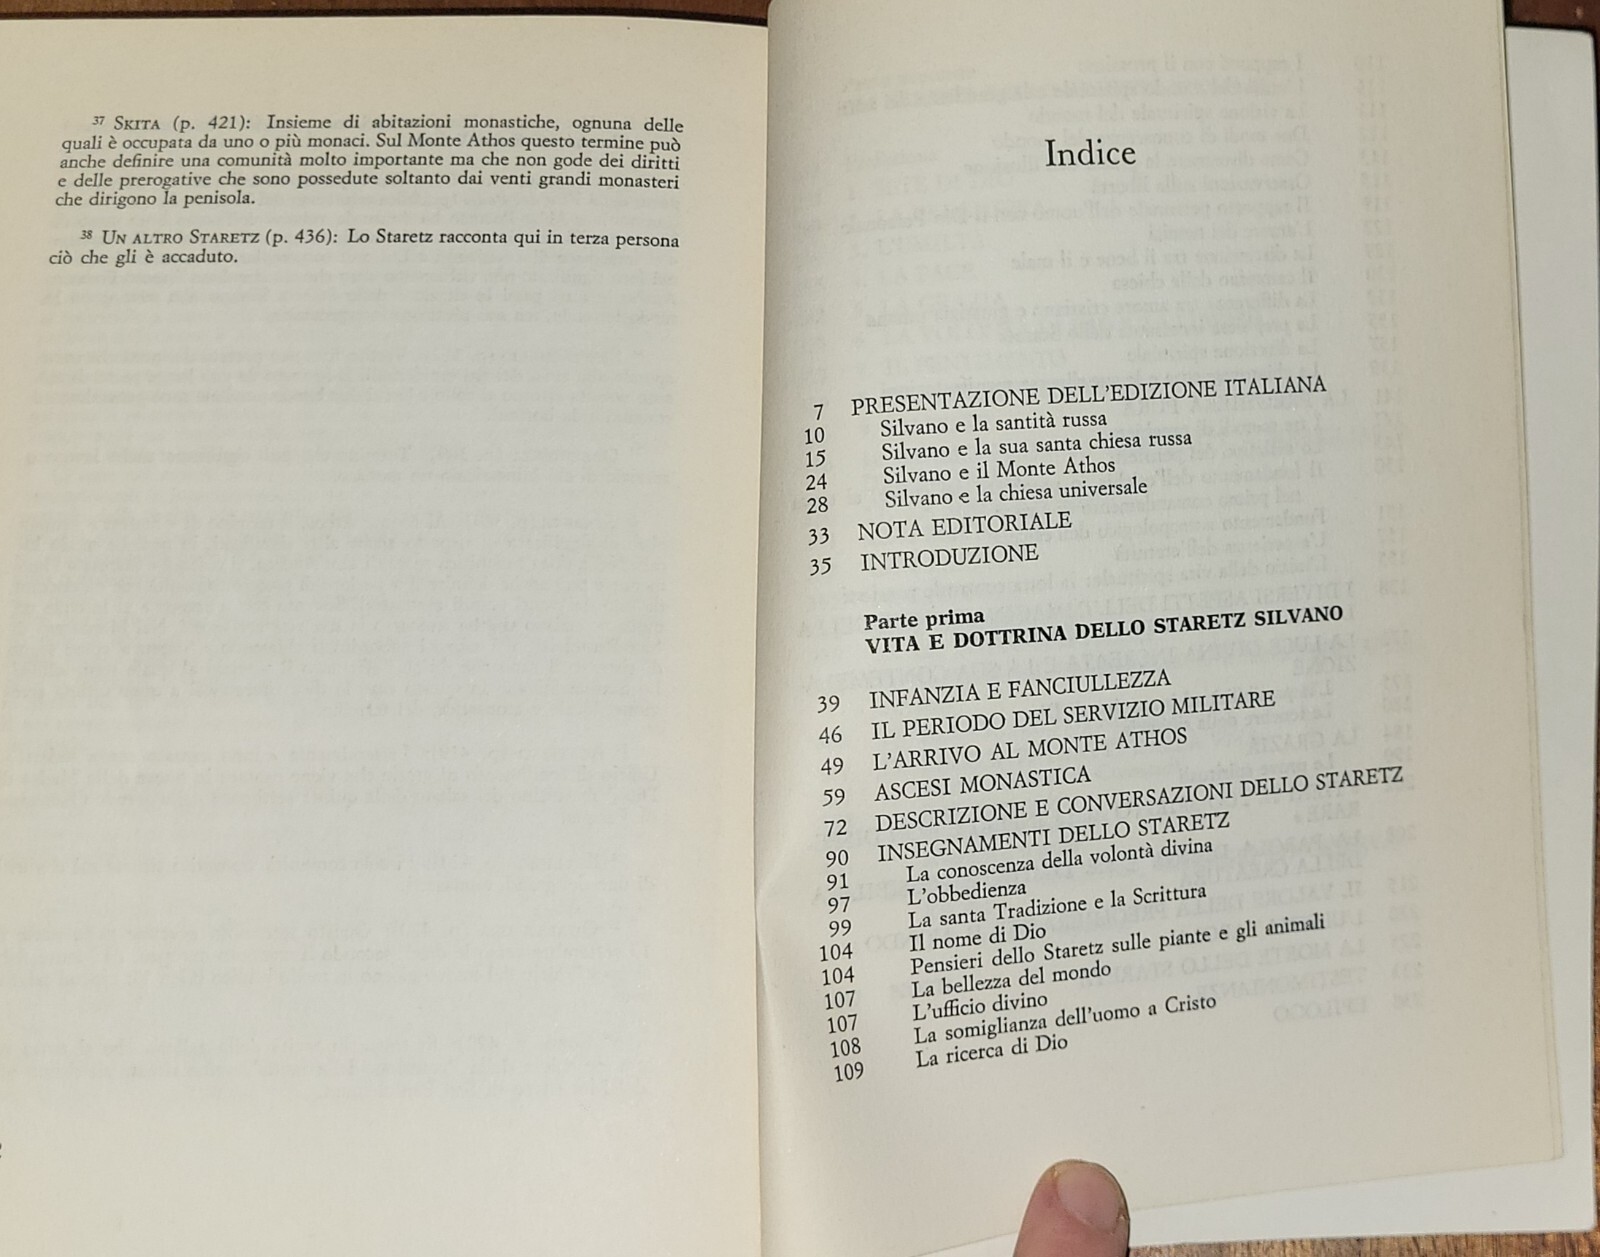 37 SKITA (p. 421): Insieme di abitazioni monastiche, ognuna delle
quali è occupata da uno o più monaci. Sul Monte Athos questo termine può
anche definire una comunità molto importante ma che non gode dei diritti
e delle prerogative che sono possedute soltanto dai venti grandi monasteri
che dirigono la penisola.
38 UN ALTRO STARETZ (p. 436): Lo Staretz racconta qui in terza persona
ciò che gli è accaduto.
Indice
7 PRESENTAZIONE DELL'EDIZIONE ITALIANA
10 Silvano e la santità russa
15 Silvano e la sua santa chiesa russa
24 Silvano e il Monte Athos
28 Silvano e la chiesa universale
33 NOTA EDITORIALE
35 INTRODUZIONE
Parte prima
VITA E DOTTRINA DELLO STARETZ SILVANO
39 INFANZIA E FANCIULLEZZA
46 IL PERIODO DEL SERVIZIO MILITARE
49 L'ARRIVO AL MONTE ATHOS
59 ASCESI MONASTICA
72 DESCRIZIONE E CONVERSAZIONI DELLO STARETZ
90 INSEGNAMENTI DELLO STARETZ
91 La conoscenza della volontà divina
97 L'obbedienza
99 La santa Tradizione e la Scrittura
104 Il nome di Dio
104 Pensieri dello Staretz sulle piante e gli animali
107 La bellezza del mondo
107 L'ufficio divino
108 La somiglianza dell'uomo a Cristo
109 La ricerca di Dio